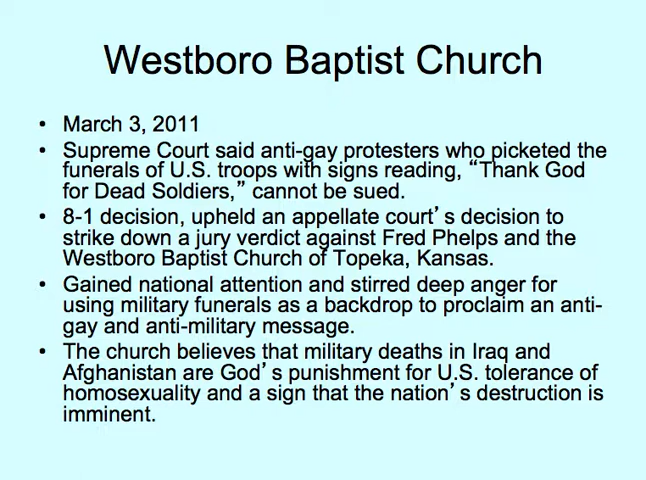 Westboro Baptist Church
• March 3, 2011
• Supreme Court said anti-gay protesters who picketed the
funerals of U.S. troops with signs reading, “Thank God
for Dead Soldiers,” cannot be sued.
• 8-1 decision, upheld an appellate court’s decision to
strike down a jury verdict against Fred Phelps and the
Westboro Baptist Church of Topeka, Kansas.
• Gained national attention and stirred deep anger for
using military funerals as a backdrop to proclaim an anti-
gay and anti-military message.
• The church believes that military deaths in Iraq and
Afghanistan are God’s punishment for U.S. tolerance of
homosexuality and a sign that the nation’s destruction is
imminent.